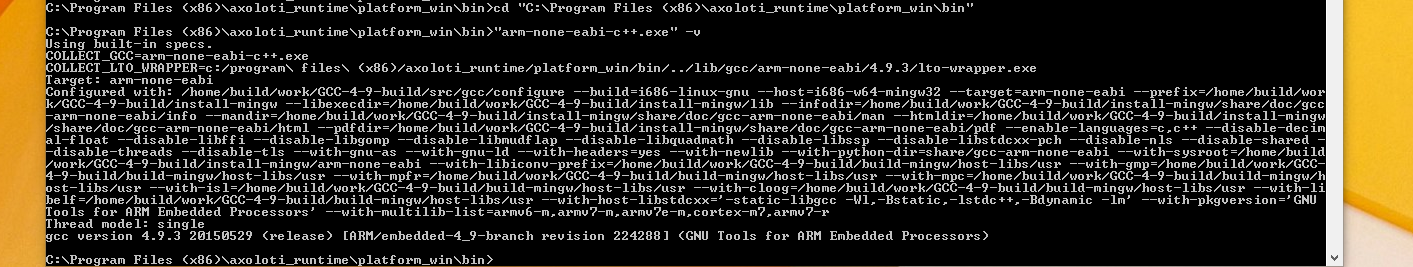 C:\Program Files (x86)\axoloti_runtime\platform_win\bin>cd "C:\Program Files (x86)\axoloti_runtime\platform_win\bin"
C:\Program Files (x86)\axoloti_runtime\platform_win\bin>"arm-none-eabi-c++.exe" -v
Using built-in specs.
COLLECT_GCC=arm-none-eabi-c++.exe
COLLECT_LTO_WRAPPER=c:/program\ files\ (x86)/axoloti_runtime/platform_win/bin/../lib/gcc/arm-none-eabi/4.9.3/lto-wrapper.exe
Target: arm-none-eabi
Configured with: /home/build/work/GCC-4-9-build/src/gcc/configure --build=i686-linux-gnu --host=i686-w64-mingw32 --target=arm-none-eabi --prefix=/home/build/wor
k/GCC-4-9-build/install-mingw --libexecdir=/home/build/work/GCC-4-9-build/install-mingw/lib --infodir=/home/build/work/GCC-4-9-build/install-mingw/share/doc/gcc
-arm-none-eabi/info --mandir=/home/build/work/GCC-4-9-build/install-mingw/share/doc/gcc-arm-none-eabi/man --htmldir=/home/build/work/GCC-4-9-build/install-mingw
/share/doc/gcc-arm-none-eabi/html --pdfdir=/home/build/work/GCC-4-9-build/install-mingw/share/doc/gcc-arm-none-eabi/pdf --enable-languages=c,c++ --disable-decim
al-float --disable-libffi --disable-libgomp --disable-libmudflap --disable-libquadmath --disable-libssp --disable-libstdcxx-pch --disable-nls --disable-shared -
-disable-threads --disable-tls --with-gnu-as --with-gnu-ld --with-headers=yes --with-newlib --with-python-dir=share/gcc-arm-none-eabi --with-sysroot=/home/build
/work/GCC-4-9-build/install-mingw/arm-none-eabi --with-libiconv-prefix=/home/build/work/GCC-4-9-build/build-mingw/host-libs/usr --with-gmp=/home/build/work/GCC-
4-9-build/build-mingw/host-libs/usr --with-mpfr=/home/build/work/GCC-4-9-build/build-mingw/host-libs/usr --with-mpc=/home/build/work/GCC-4-9-build/build-mingw/h
ost-libs/usr --with-isl=/home/build/work/GCC-4-9-build/build-mingw/host-libs/usr --with-cloog=/home/build/work/GCC-4-9-build/build-mingw/host-libs/usr --with-li
belf=/home/build/work/GCC-4-9-build/build-mingw/host-libs/usr --with-host-libstdcxx='-static-libgcc -Wl,-Bstatic,-lstdc++,-Bdynamic -lm' --with-pkgversion='GNU
Tools for ARM Embedded Processors' --with-multilib-list=armv6-m,armv7-m,armv7e-m,cortex-m7,armv7-r
Thread model: single
gcc version 4.9.3 20150529 (release) [ARM/embedded-4_9-branch revision 224288] (GNU Tools for ARM Embedded Processors)
C:\Program Files (x86)\axoloti_runtime\platform_win\bin>